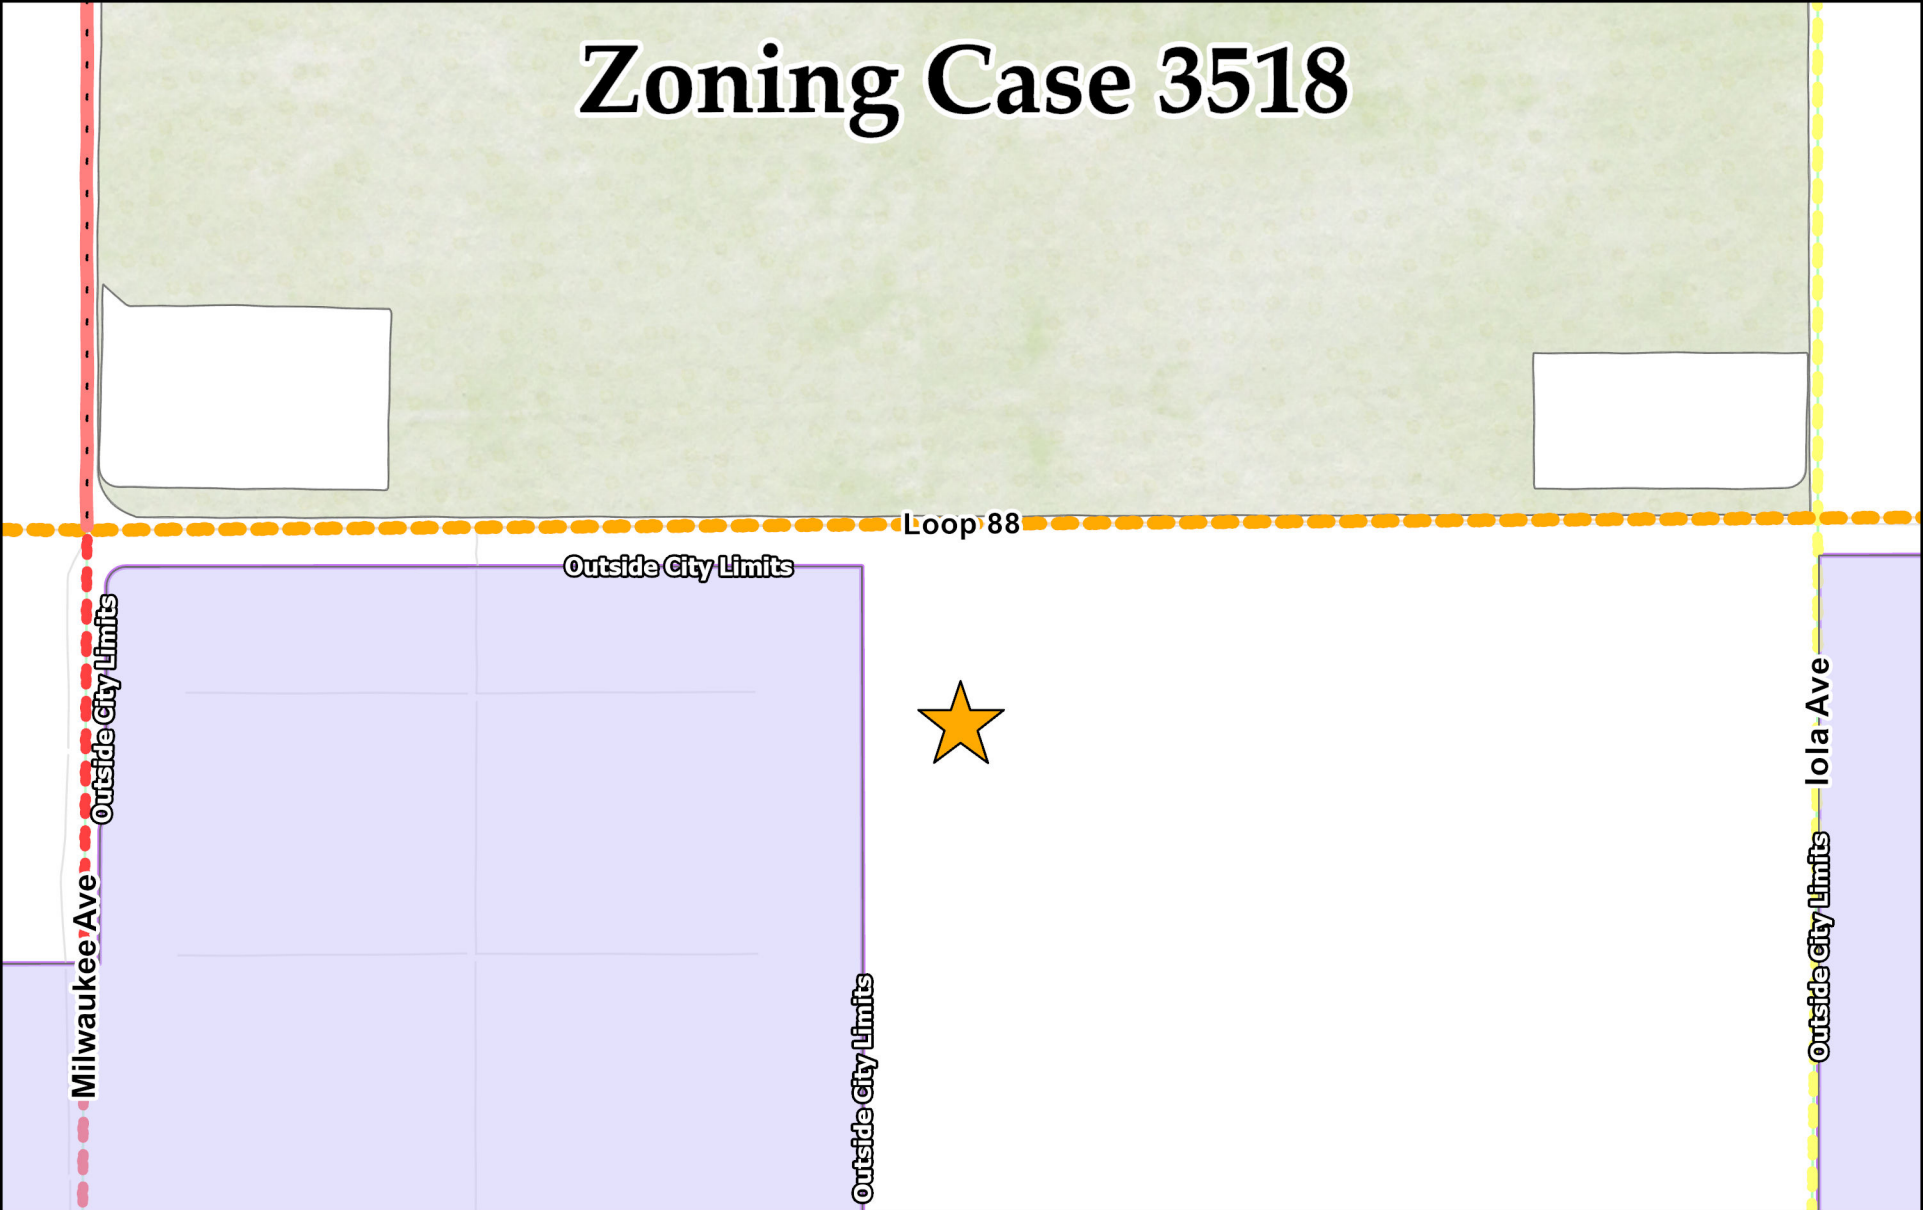 Zoning Case 3518
Loop 88
Outside City Limits
Outside City Limits
Iola Ave
Outside City Limits
Milwaukee Ave
Outside City Limits